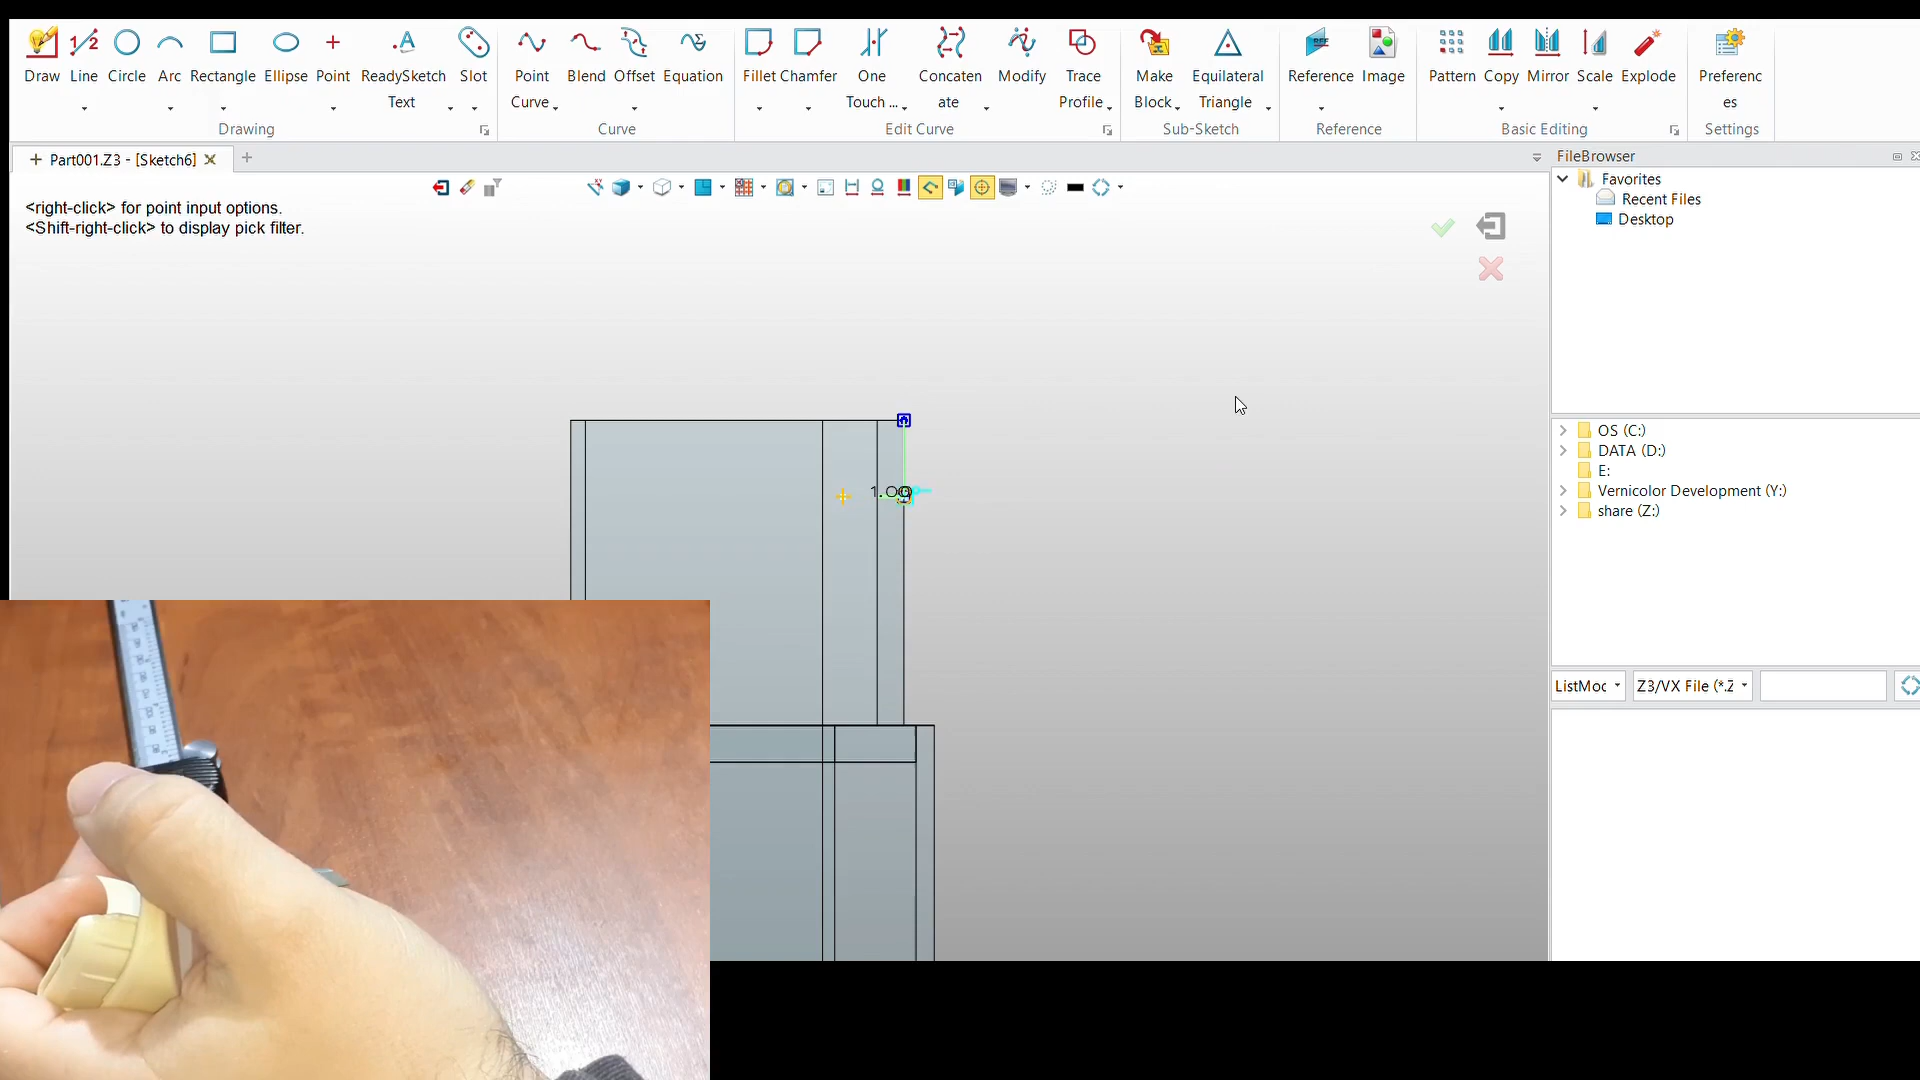 Draw Line Circle Arc Rectangle Ellipse Point ReadySketch Text Slot
Drawing
Point Curve Blend Offset Equation
Curve
Fillet Chamfer One Touch ... Concaten ate Modify Trace Profile
Edit Curve
Make Block Equilateral Triangle
Sub-Sketch
Reference Image
Reference
Pattern Copy Mirror Scale Explode
Basic Editing
Preferenc es
Settings
Part001.Z3 - [Sketch6]
<right-click> for point input options.
<Shift-right-click> to display pick filter.
FileBrowser
Favorites
Recent Files
Desktop
OS (C:)
DATA (D:)
E:
Vernicolor Development (Y:)
share (Z:)
ListMoc Z3/VX File (*.Z